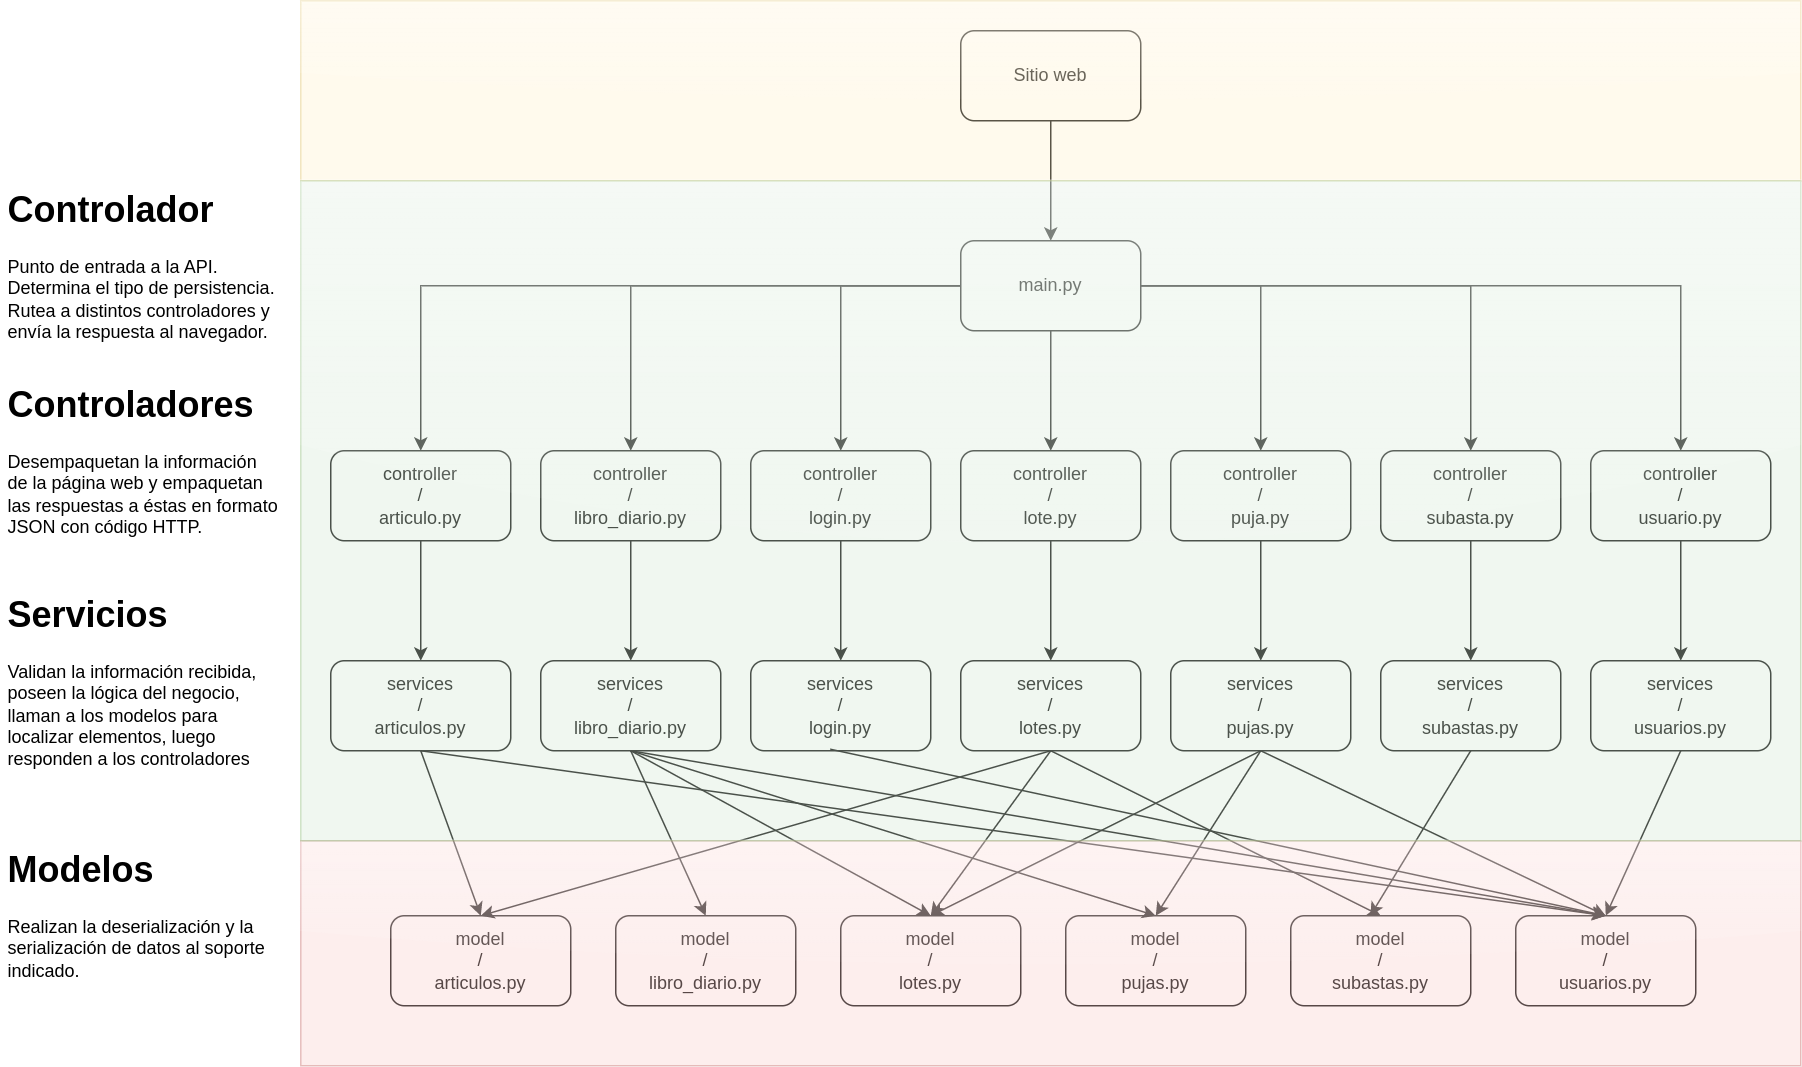 Sitio web
Controlador
Punto de entrada a la API.
Determina el tipo de persistencia.
Rutea a distintos controladores y
envía la respuesta al navegador.
main.py
Controladores
Desempaquetan la información
de la página web y empaquetan
las respuestas a éstas en formato
JSON con código HTTP.
controller
/
articulo.py
controller
/
libro_diario.py
controller
/
login.py
controller
/
lote.py
controller
/
puja.py
controller
/
subasta.py
controller
/
usuario.py
Servicios
Validan la información recibida,
poseen la lógica del negocio,
llaman a los modelos para
localizar elementos, luego
responden a los controladores
services
/
articulos.py
services
/
libro_diario.py
services
/
login.py
services
/
lotes.py
services
/
pujas.py
services
/
subastas.py
services
/
usuarios.py
Modelos
Realizan la deserialización y la
serialización de datos al soporte
indicado.
model
/
articulos.py
model
/
libro_diario.py
model
/
lotes.py
model
/
pujas.py
model
/
subastas.py
model
/
usuarios.py